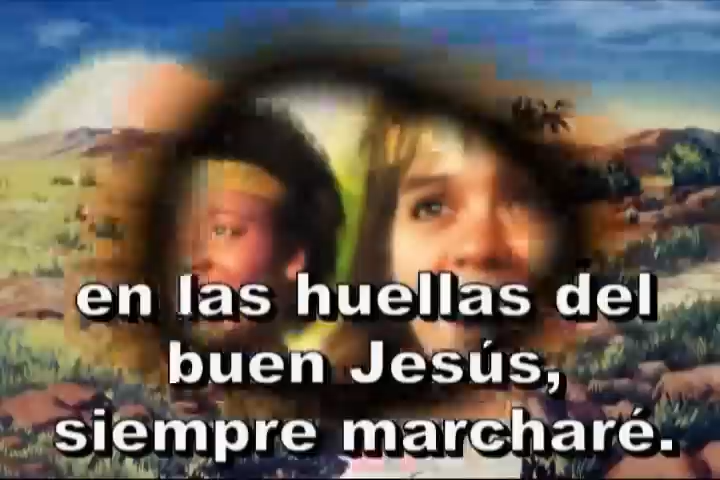 en las huellas del
buen Jesús,
siempre marcharé.